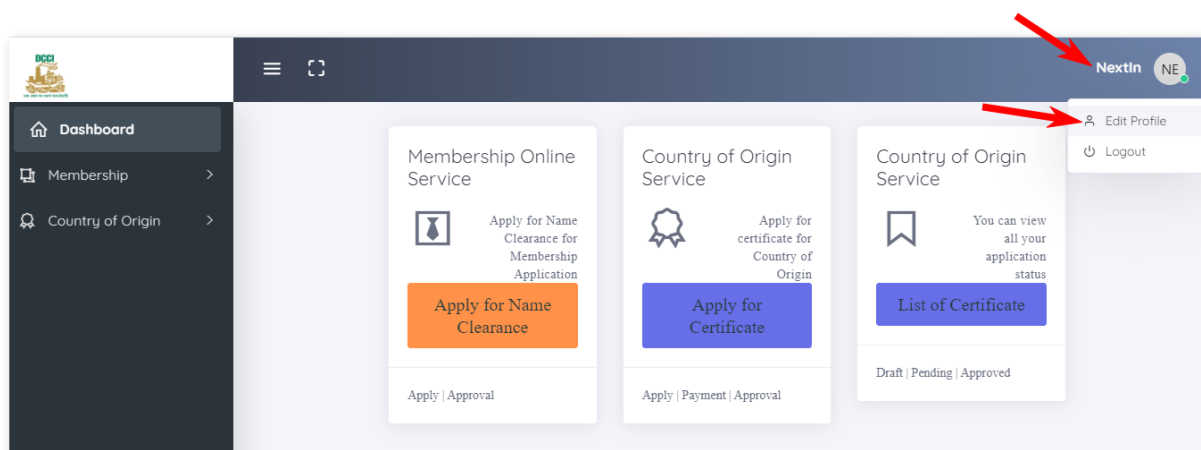 DCCI
NextIn
NE
Edit Profile
Logout
Dashboard
Membership
Country of Origin
Membership Online
Service
Apply for Name
Clearance for
Membership
Application
Apply for Name
Clearance
Apply | Approval
Country of Origin
Service
Apply for
certificate for
Country of
Origin
Apply for
Certificate
Apply | Payment | Approval
Country of Origin
Service
You can view
all your
application
status
List of Certificate
Draft | Pending | Approved